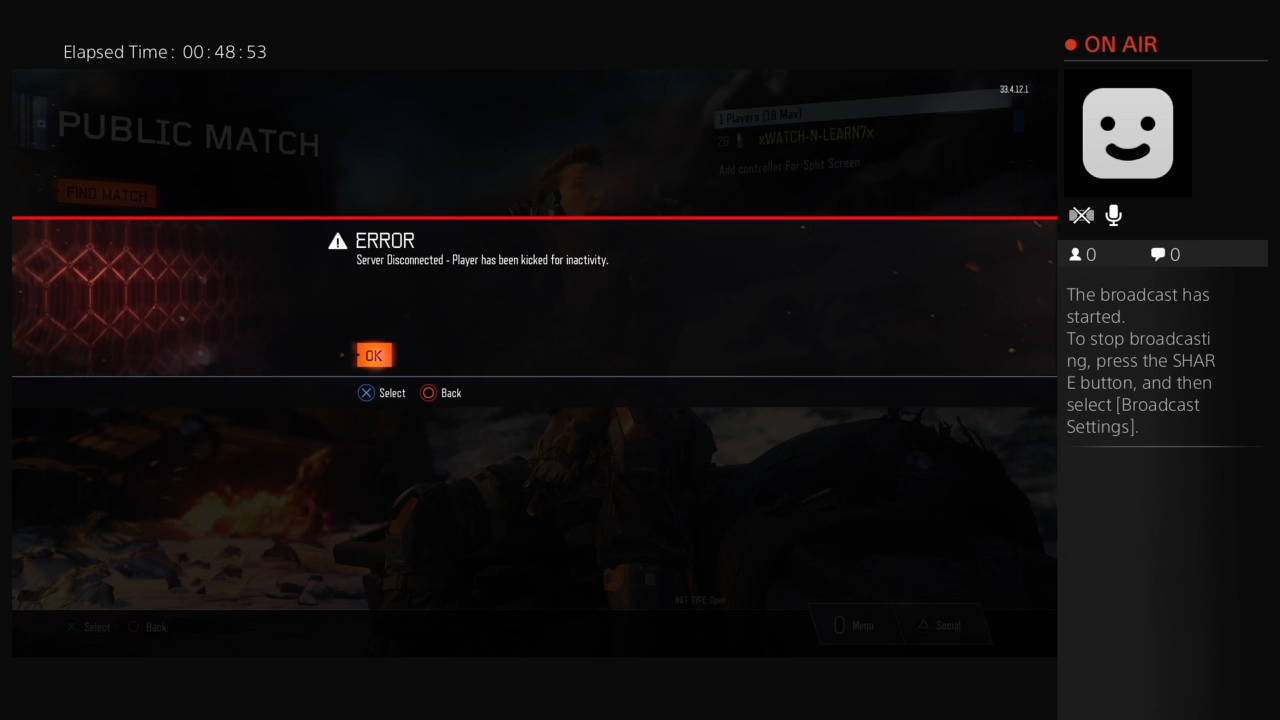 Elapsed Time: 00:48:53
ON AIR
33.4.12.1
PUBLIC MATCH
1 Players (18 Max)
26 xWATCH-N-LEARN7x
Add controller For Split Screen
FIND MATCH
ERROR
Server Disconnected - Player has been kicked for inactivity.
OK
Select Back
0 0
The broadcast has
started.
To stop broadcasti
ng, press the SHAR
E button, and then
select [Broadcast
Settings].
NAT TYPE: Open
Select Back
Menu Social